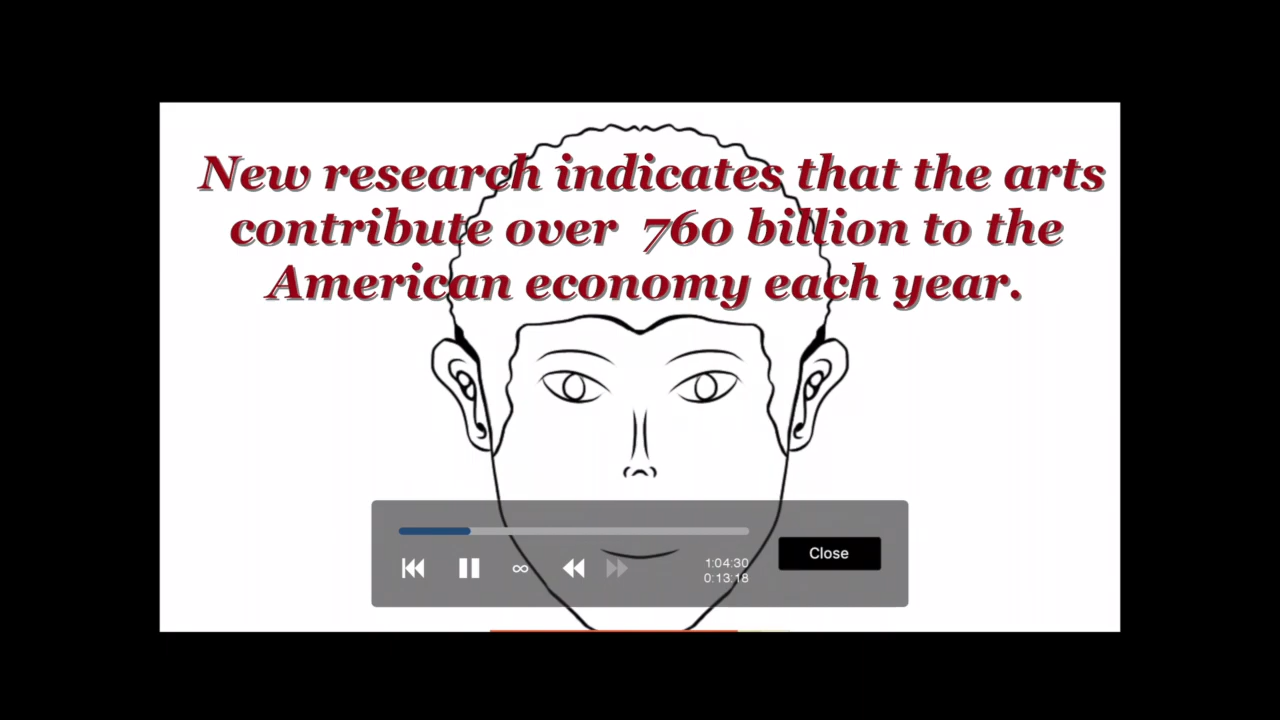 New research indicates that the arts
contribute over 760 billion to the
American economy each year.
1:04:30
0:13:18
Close